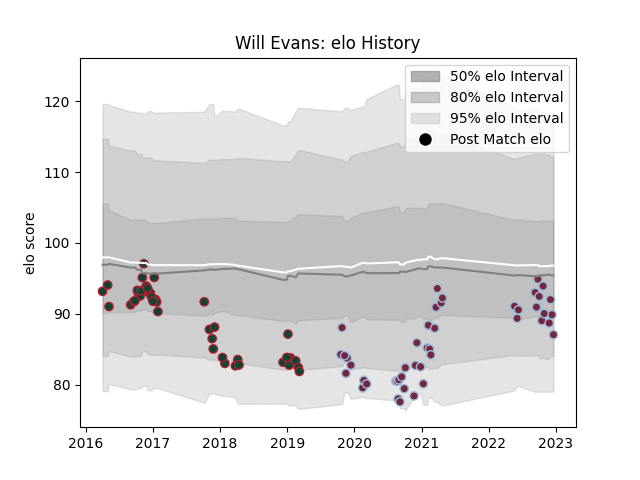 Will Evans: elo History
50% elo Interval
80% elo Interval
95% elo Interval
Post Match elo
elo score
120
110
100
90
80
2016 2017 2018 2019 2020 2021 2022 2023